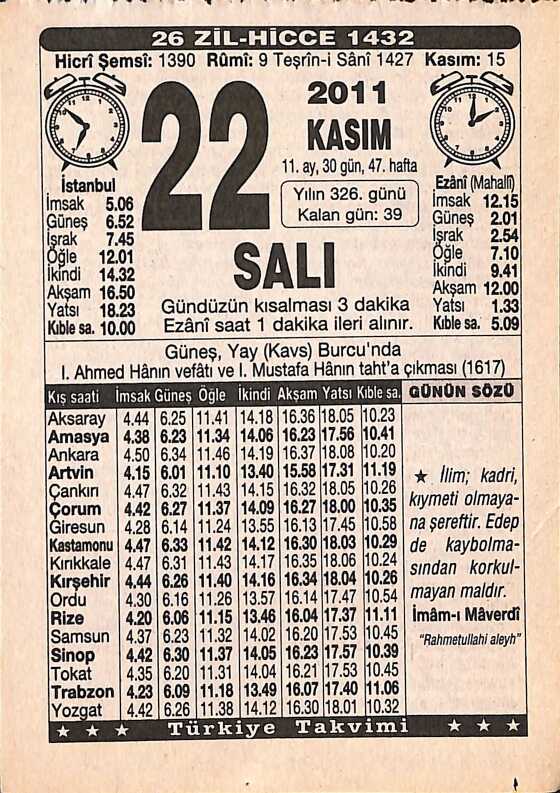 26 ZİL-HİCCE 1432
Hicrî Şemsî: 1390 Rûmî: 9 Teşrîn-i Sânî 1427 Kasım: 15
22
2011
KASIM
11. ay, 30 gün, 47. hafta
Yılın 326. günü
Kalan gün: 39
SALI
Gündüzün kısalması 3 dakika
Ezânî saat 1 dakika ileri alınır.
İstanbul
İmsak 5.06
Güneş 6.52
İşrak 7.45
Öğle 12.01
İkindi 14.32
Akşam 16.50
Yatsı 18.23
Kıble sa. 10.00
Ezânî (Mahallî)
İmsak 12.15
Güneş 2.01
İşrak 2.54
Öğle 7.10
İkindi 9.41
Akşam 12.00
Yatsı 1.33
Kıble sa. 5.09
Güneş, Yay (Kavs) Burcu'nda
I. Ahmed Hânın vefâtı ve I. Mustafa Hânın taht'a çıkması (1617)
Kış saati İmsak Güneş Öğle İkindi Akşam Yatsı Kıble sa.
Aksaray 4.44 6.25 11.41 14.18 16.36 18.05 10.23
Amasya 4.38 6.23 11.34 14.06 16.23 17.56 10.41
Ankara 4.50 6.34 11.46 14.19 16.37 18.08 10.20
Artvin 4.15 6.01 11.10 13.40 15.58 17.31 11.19
Çankırı 4.47 6.32 11.43 14.15 16.32 18.05 10.26
Çorum 4.42 6.27 11.37 14.09 16.27 18.00 10.35
Giresun 4.28 6.14 11.24 13.55 16.13 17.45 10.58
Kastamonu 4.47 6.33 11.42 14.12 16.30 18.03 10.29
Kırıkkale 4.47 6.31 11.43 14.17 16.35 18.06 10.24
Kırşehir 4.44 6.26 11.40 14.16 16.34 18.04 10.26
Ordu 4.30 6.16 11.26 13.57 16.14 17.47 10.54
Rize 4.20 6.06 11.15 13.46 16.04 17.37 11.11
Samsun 4.37 6.23 11.32 14.02 16.20 17.53 10.45
Sinop 4.42 6.30 11.37 14.05 16.23 17.57 10.39
Tokat 4.35 6.20 11.31 14.04 16.21 17.53 10.45
Trabzon 4.23 6.09 11.18 13.49 16.07 17.40 11.06
Yozgat 4.42 6.26 11.38 14.12 16.30 18.01 10.32
GÜNÜN SÖZÜ
★ İlim; kadri,
kıymeti olmaya-
na şereftir. Edep
de kaybolma-
sından korkul-
mayan maldır.
İmâm-ı Mâverdî
"Rahmetullahi aleyh"
★ ★ ★ Türkiye Takvimi ★ ★ ★